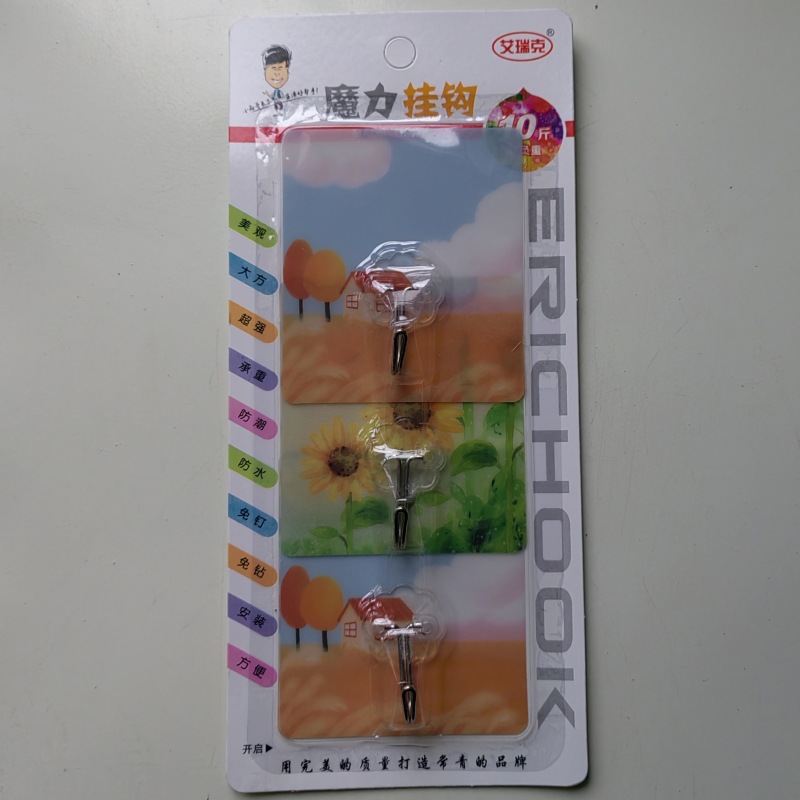 艾瑞克®
魔力挂钩
10斤
ERICHOOK
美观
大方
超强
承重
防潮
防水
免钉
免钻
安装
方便
开启▶
用完美的质量打造常青的品牌